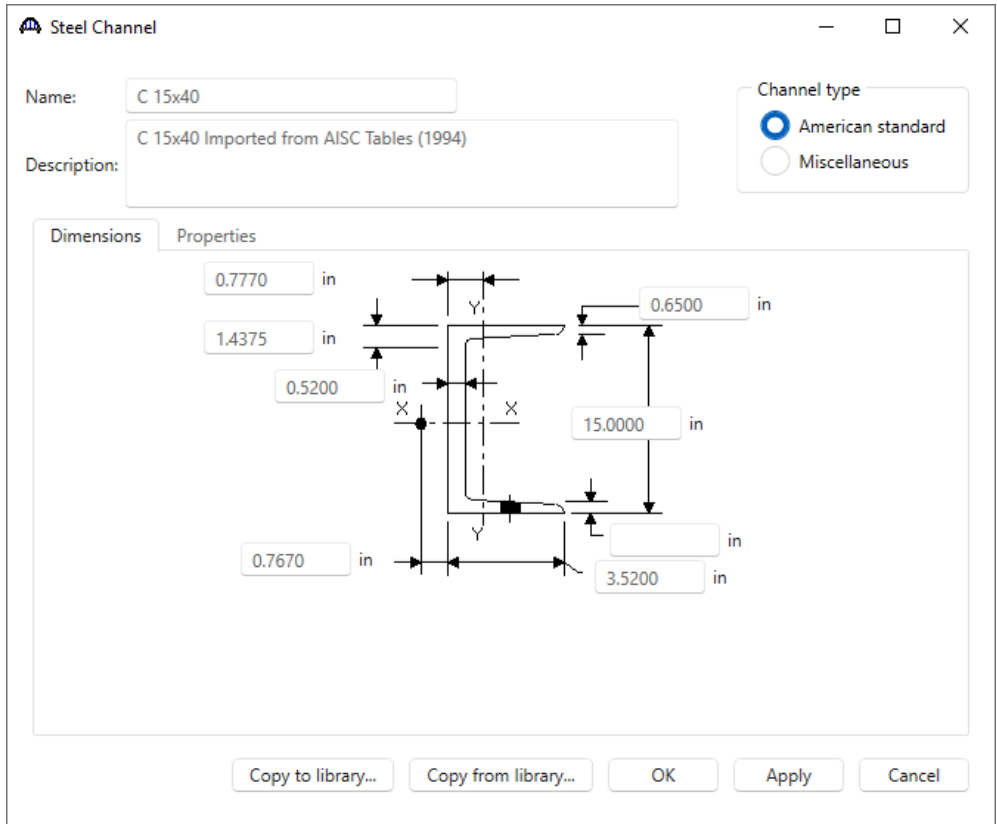 Steel Channel
Name:
C 15x40
Channel type
American standard
Miscellaneous
Description:
C 15x40 Imported from AISC Tables (1994)
Dimensions
Properties
0.7770 in
Y
0.6500 in
1.4375 in
0.5200 in
X
X
15.0000 in
Y
in
0.7670 in
3.5200 in
Copy to library...
Copy from library...
OK
Apply
Cancel